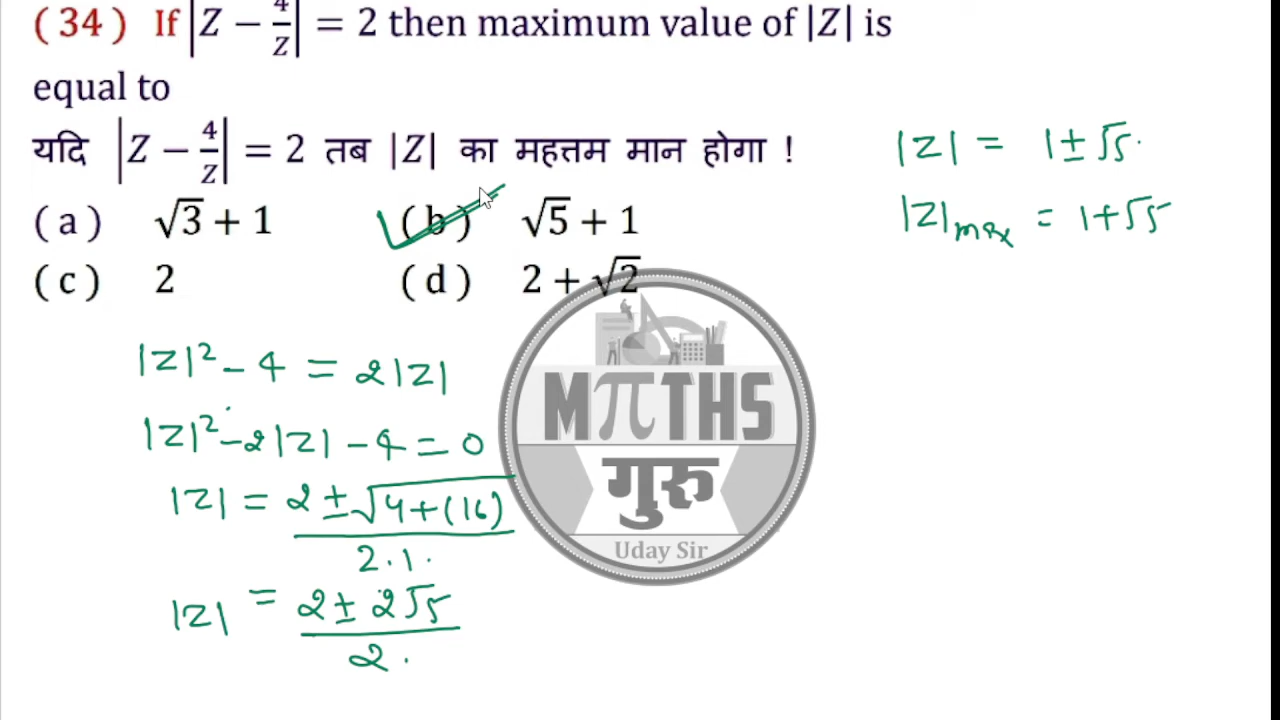 ( 34 ) If |Z − 4/Z| = 2 then maximum value of |Z| is
equal to
यदि |Z − 4/Z| = 2 तब |Z| का महत्तम मान होगा !
( a ) √3 + 1 ( b ) √5 + 1
( c ) 2 ( d ) 2 + √2
|z| = 1 ± √5.
|z|max = 1+√5
|z|² − 4 = 2|z|
|z|² − 2|z| − 4 = 0
|z| = 2 ± √4+(16) / 2.1.
|z| = 2 ± 2√5 / 2.
MπTHS
गुरु
Uday Sir